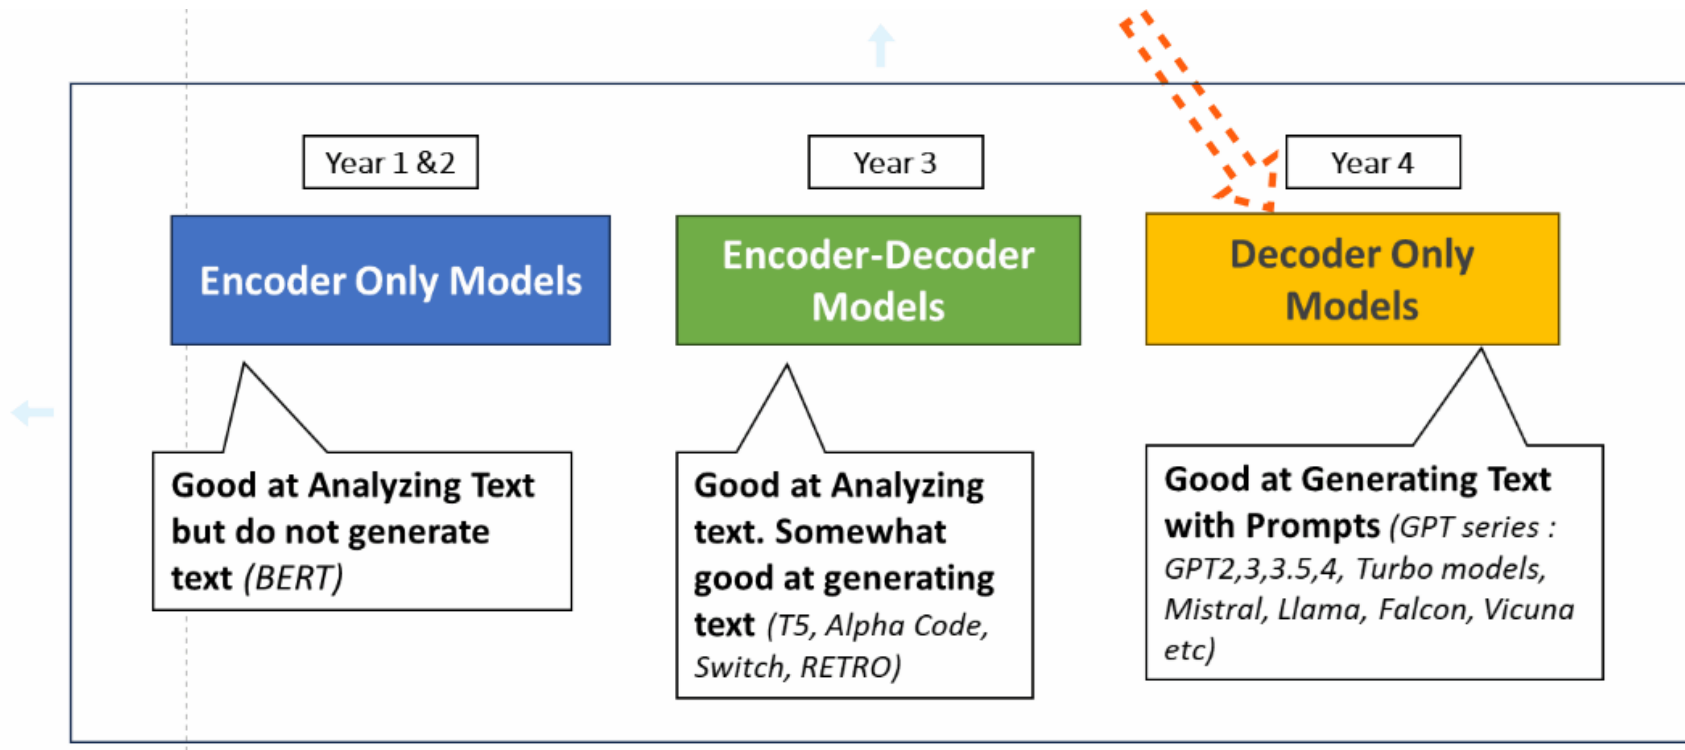 Year 1 &2
Encoder Only Models
Good at Analyzing Text
but do not generate
text (BERT)
Year 3
Encoder-Decoder
Models
Good at Analyzing
text. Somewhat
good at generating
text (T5, Alpha Code,
Switch, RETRO)
Year 4
Decoder Only
Models
Good at Generating Text
with Prompts (GPT series :
GPT2,3,3.5,4, Turbo models,
Mistral, Llama, Falcon, Vicuna
etc)